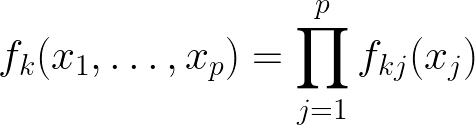 f_k(x_1, \ldots, x_p) = \prod_{j=1}^{p} f_{kj}(x_j)